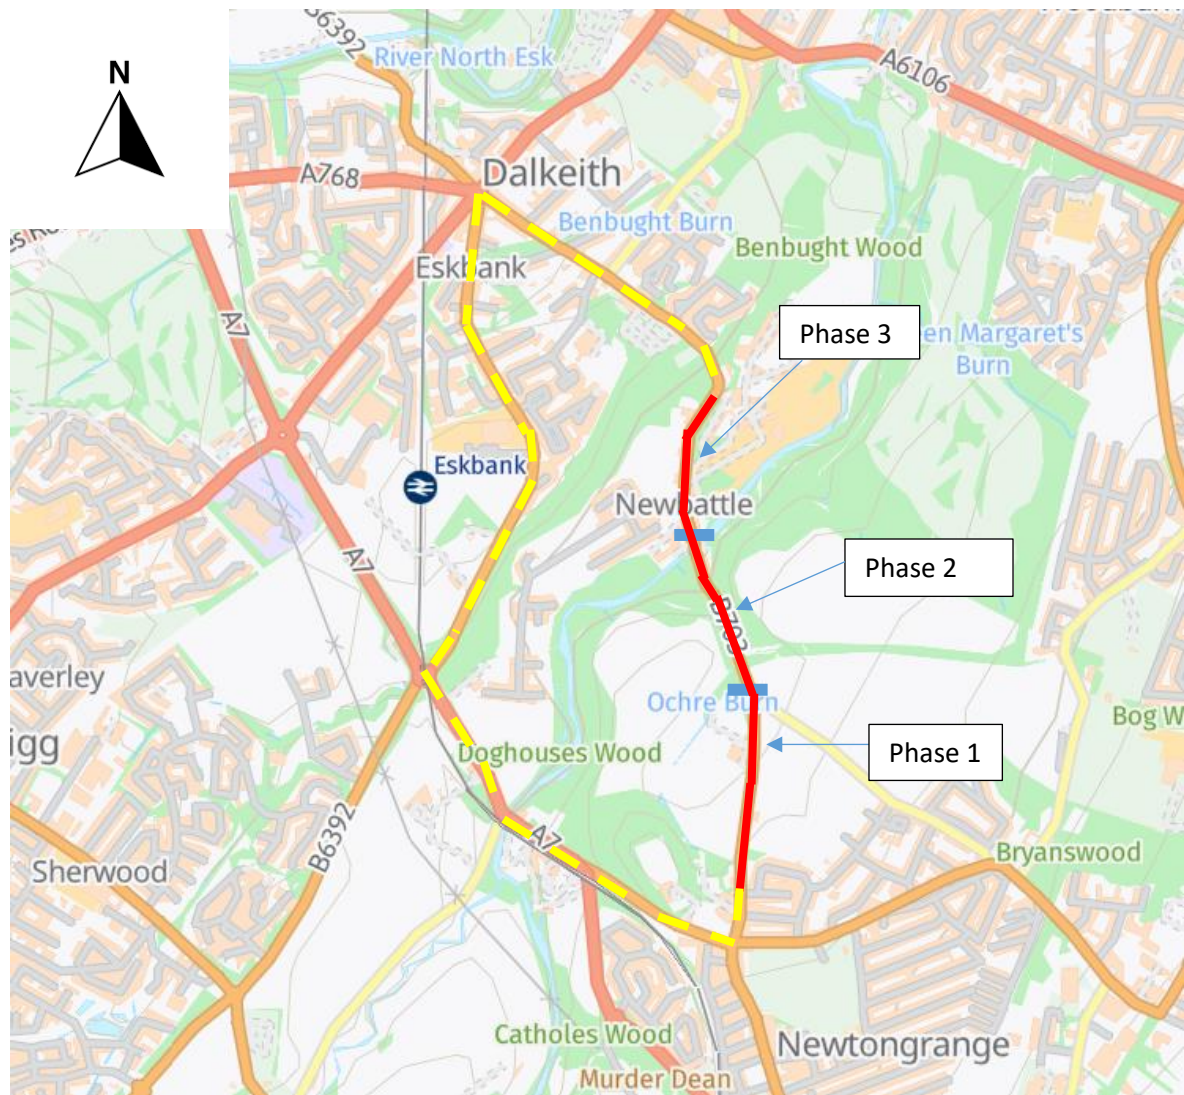 B6392
River North Esk
A6106
N
A768
Dalkeith
Benbught Burn
Benbught Wood
Eskbank
A7
Phase 3
en Margaret's
Burn
Eskbank
Newbattle
A7
Phase 2
B703
averley
Ochre Burn
Bog W
igg
Doghouses Wood
Phase 1
A7
B6392
Bryanswood
Sherwood
Catholes Wood
Newtongrange
Murder Dean